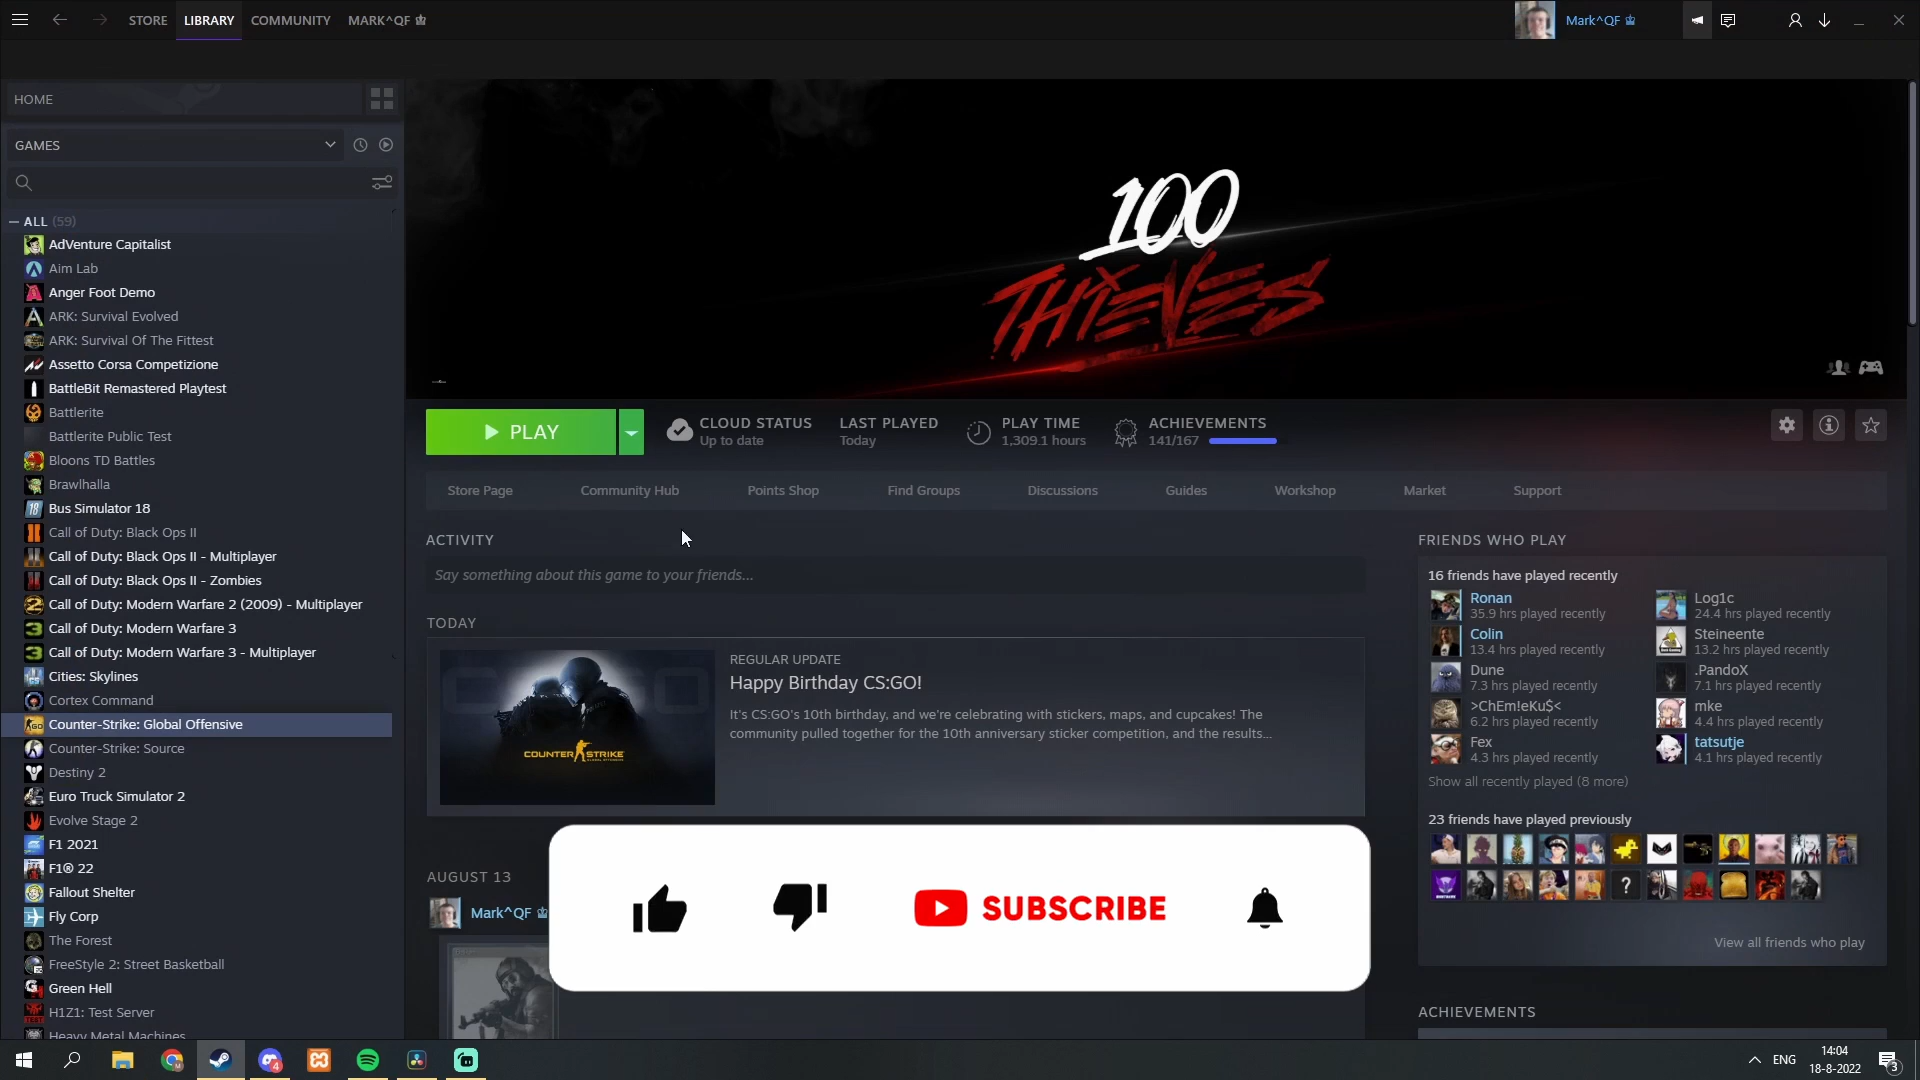 STORE LIBRARY COMMUNITY MARK^QF
Mark^QF
HOME
GAMES
ALL (59)
AdVenture Capitalist
Aim Lab
Anger Foot Demo
ARK: Survival Evolved
ARK: Survival Of The Fittest
Assetto Corsa Competizione
BattleBit Remastered Playtest
Battlerite
Battlerite Public Test
Bloons TD Battles
Brawlhalla
Bus Simulator 18
Call of Duty: Black Ops II
Call of Duty: Black Ops II - Multiplayer
Call of Duty: Black Ops II - Zombies
Call of Duty: Modern Warfare 2 (2009) - Multiplayer
Call of Duty: Modern Warfare 3
Call of Duty: Modern Warfare 3 - Multiplayer
Cities: Skylines
Cortex Command
Counter-Strike: Global Offensive
Counter-Strike: Source
Destiny 2
Euro Truck Simulator 2
Evolve Stage 2
F1 2021
F1® 22
Fallout Shelter
Fly Corp
The Forest
FreeStyle 2: Street Basketball
Green Hell
H1Z1: Test Server
Heavy Metal Machines
100
THIEVES
PLAY
CLOUD STATUS
Up to date
LAST PLAYED
Today
PLAY TIME
1,309.1 hours
ACHIEVEMENTS
141/167
Store Page Community Hub Points Shop Find Groups Discussions Guides Workshop Market Support
ACTIVITY
Say something about this game to your friends...
TODAY
COUNTER STRIKE
REGULAR UPDATE
Happy Birthday CS:GO!
It's CS:GO's 10th birthday, and we're celebrating with stickers, maps, and cupcakes! The
community pulled together for the 10th anniversary sticker competition, and the results...
AUGUST 13
Mark^QF
SUBSCRIBE
FRIENDS WHO PLAY
16 friends have played recently
Ronan
35.9 hrs played recently
Log1c
24.4 hrs played recently
Colin
13.4 hrs played recently
Steineente
13.2 hrs played recently
Dune
7.3 hrs played recently
.PandoX
7.1 hrs played recently
>ChEm!eKu$<
6.2 hrs played recently
mke
4.4 hrs played recently
Fex
4.3 hrs played recently
tatsutje
4.1 hrs played recently
Show all recently played (8 more)
23 friends have played previously
?
View all friends who play
ACHIEVEMENTS
4
ENG
14:04
18-8-2022
3